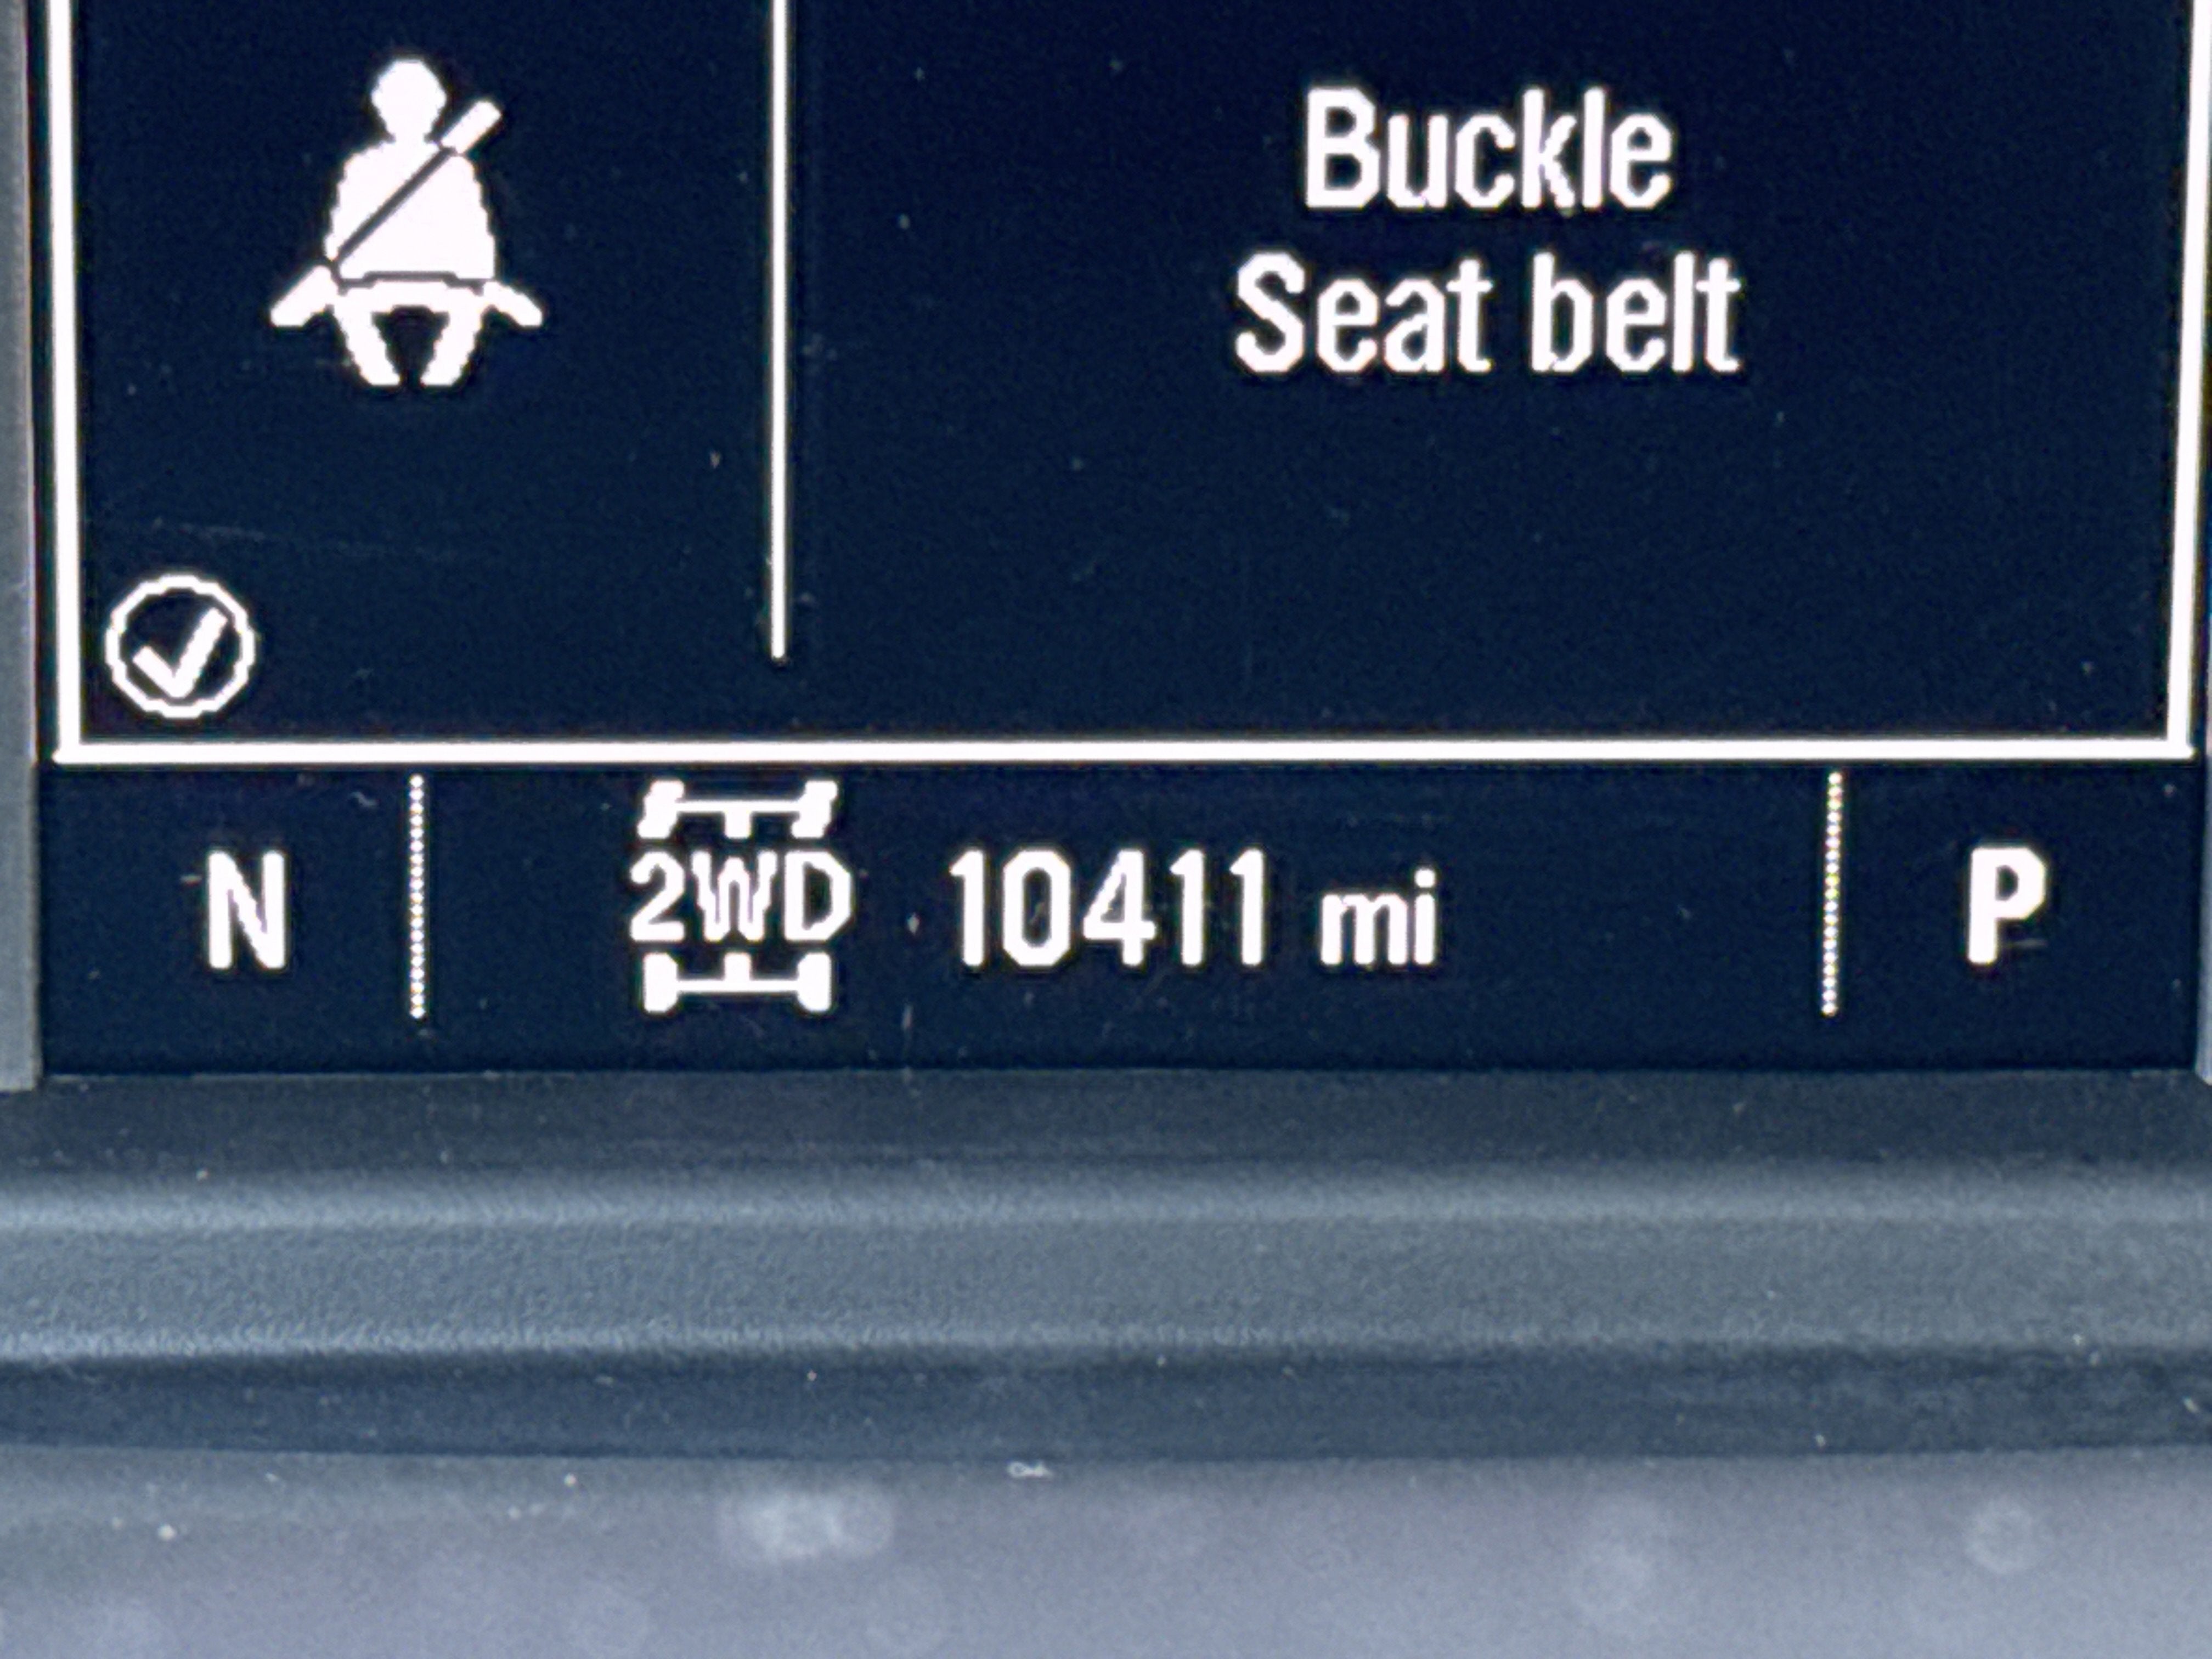 Buckle
Seat belt
N 2WD 10411 mi P